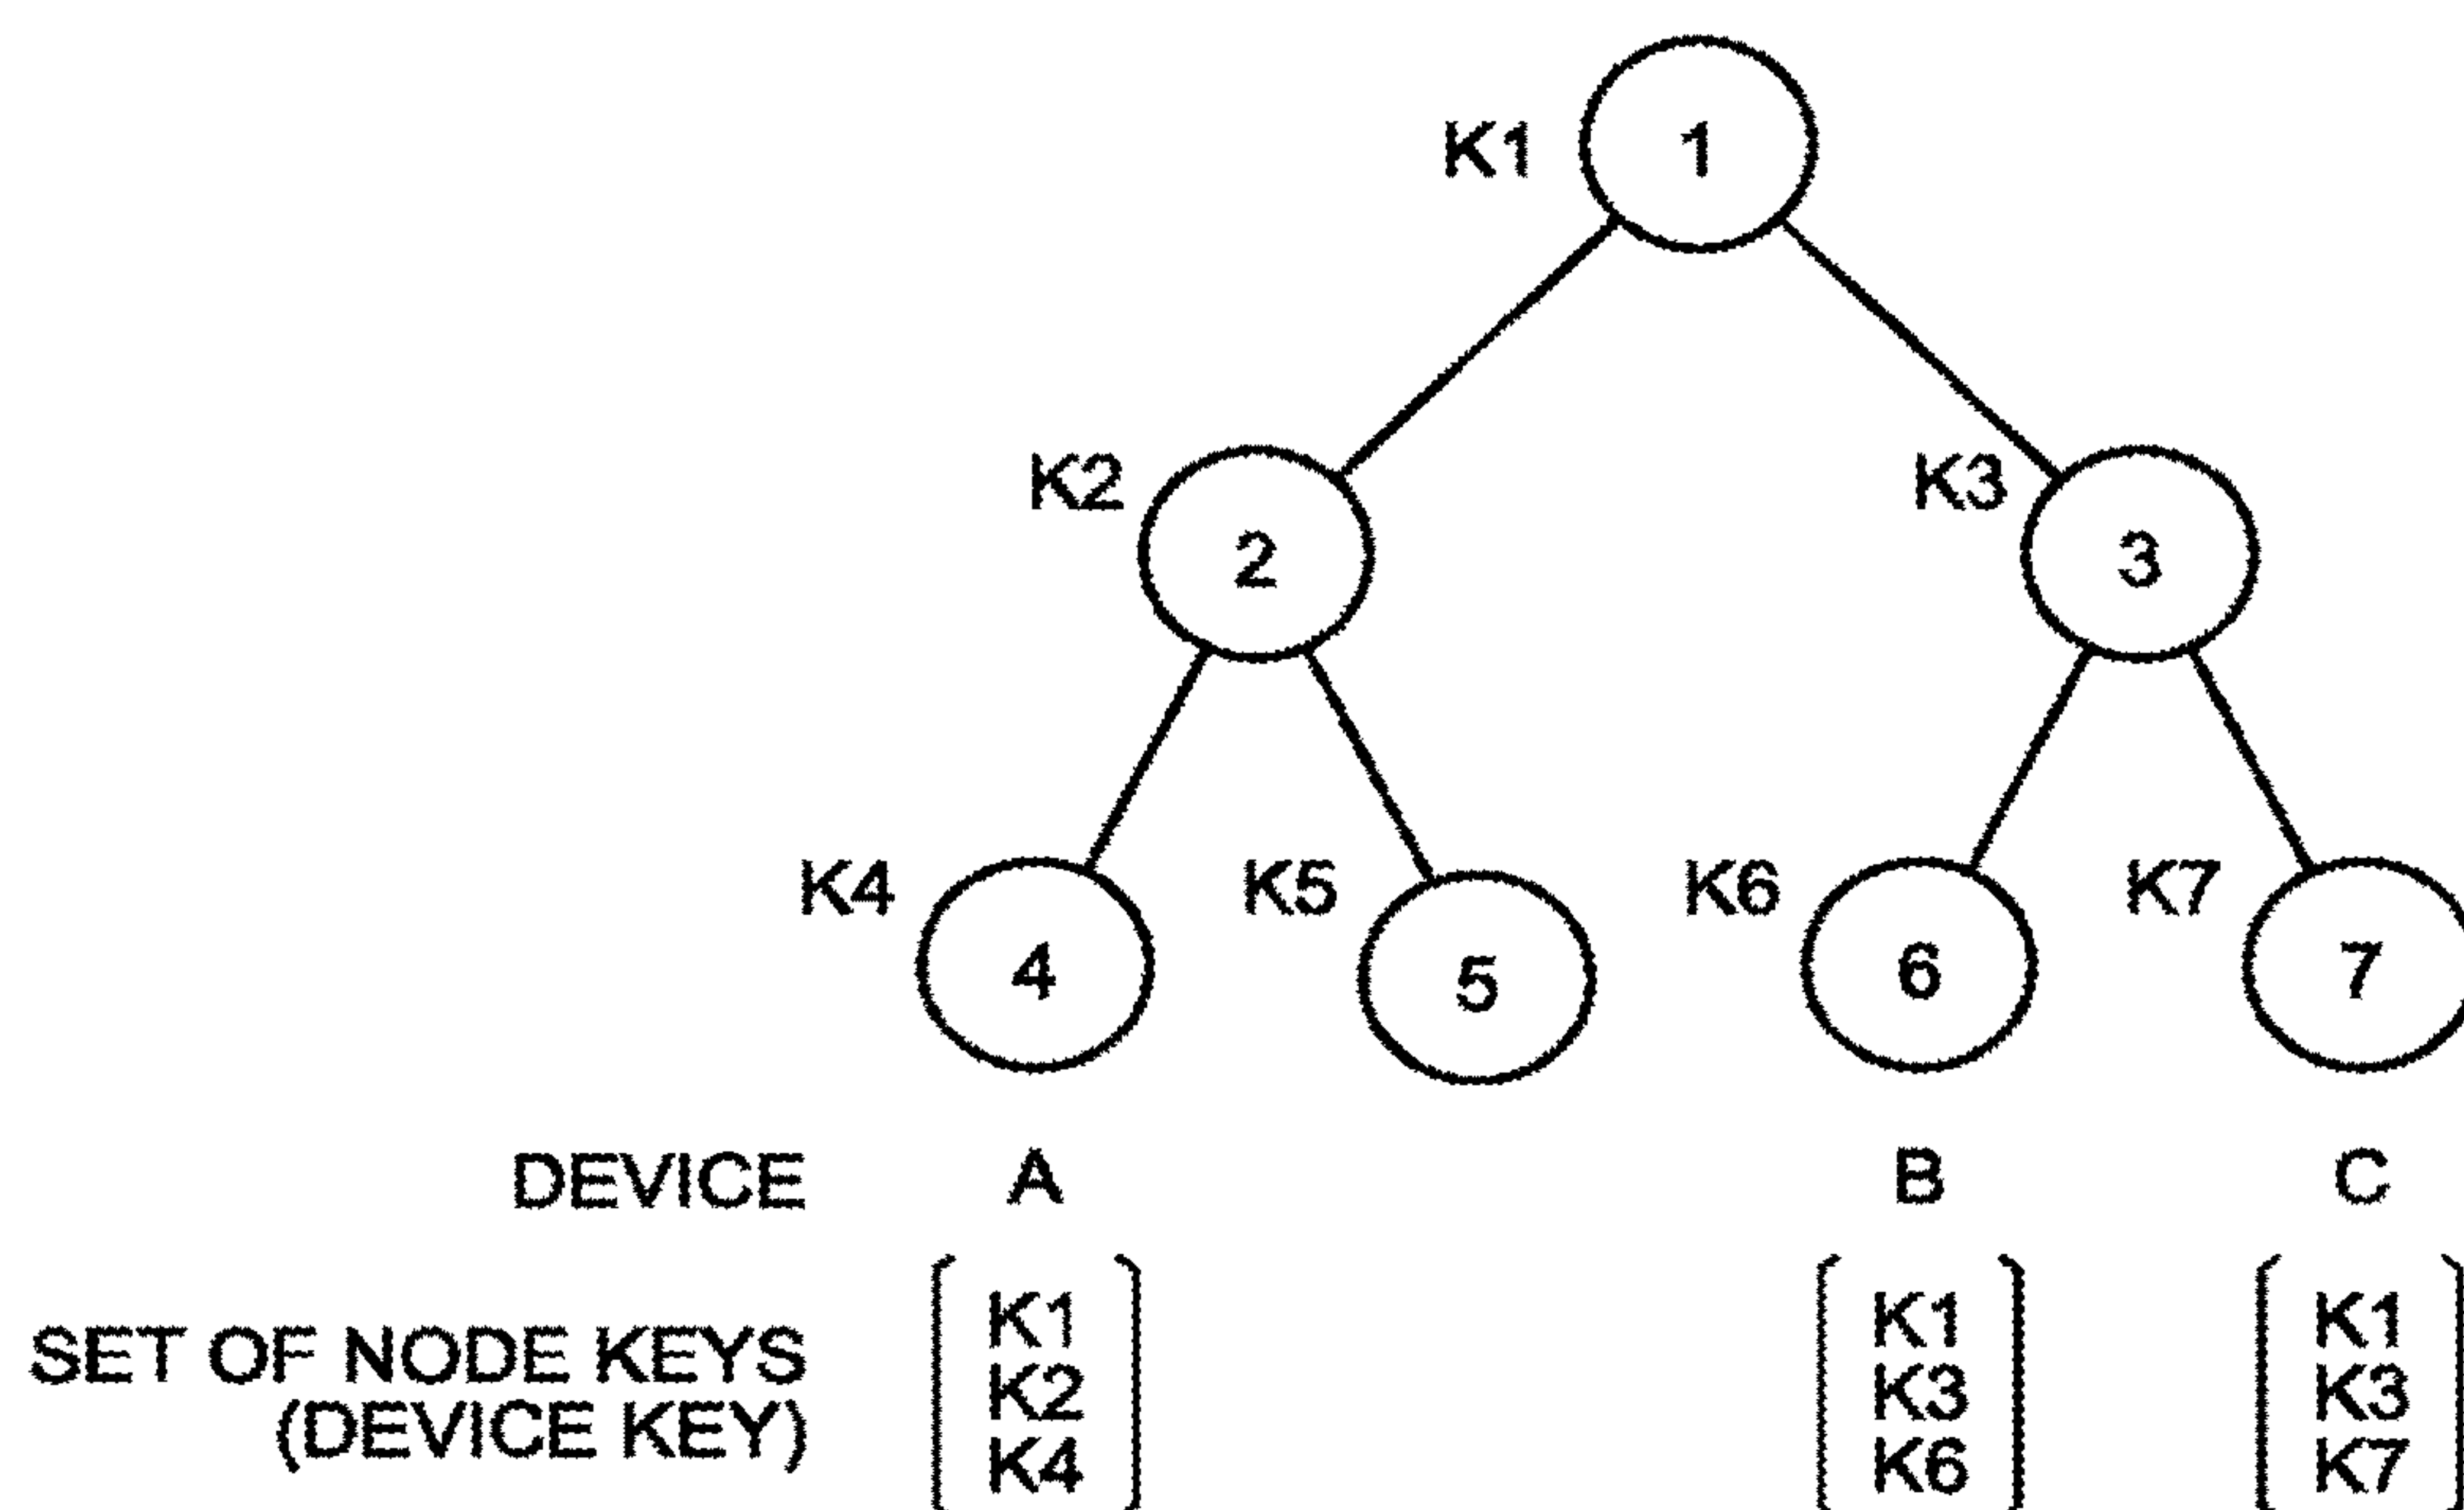 K1 1
K2 2 K3 3
K4 4 K5 5 K6 6 K7 7
DEVICE A B C
SET OF NODE KEYS
(DEVICE KEY)
K1 K1 K1
K2 K3 K3
K4 K6 K7